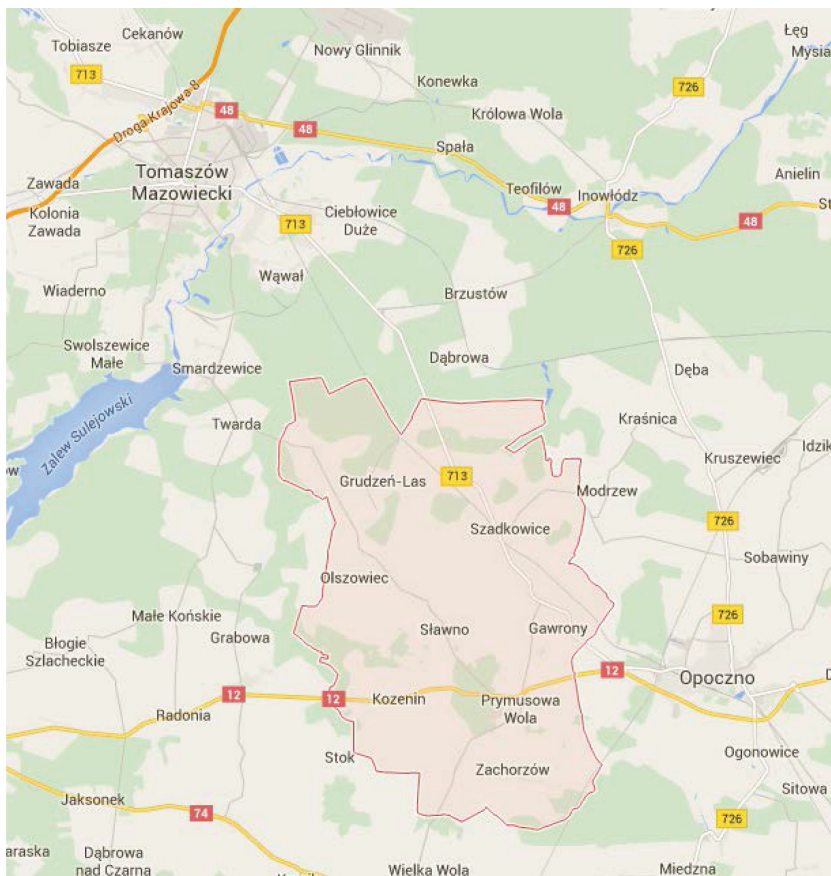 Cekanów
Łęg
Tobiasze
Nowy Glinnik
Mysia
713
Konewka
726
Droga Krajowa 8
48
Królowa Wola
48
Spała
Tomaszów
Mazowiecki
Zawada
Teofilów
Inowłódz
Anielin
Kolonia
Zawada
Ciebłowice
Duże
48
St
713
48
726
Wąwał
Wiaderno
Brzustów
Swolszewice
Małe
Smardzewice
Dąbrowa
Dęba
Zalew Sulejowski
Twarda
Kraśnica
Idzik
ów
Grudzeń-Las
713
Kruszewiec
Modrzew
Szadkowice
726
Olszowiec
Sobawiny
Małe Końskie
726
Błogie
Szlacheckie
Grabowa
Sławno
Gawrony
12
Opoczno
D
12
12
Kozenin
Prymusowa
Wola
Radonia
Stok
Ogonowice
Zachorzów
Jaksonek
74
Sitowa
726
araska
Dąbrowa
nad Czarną
Wielka Wola
Miedzna